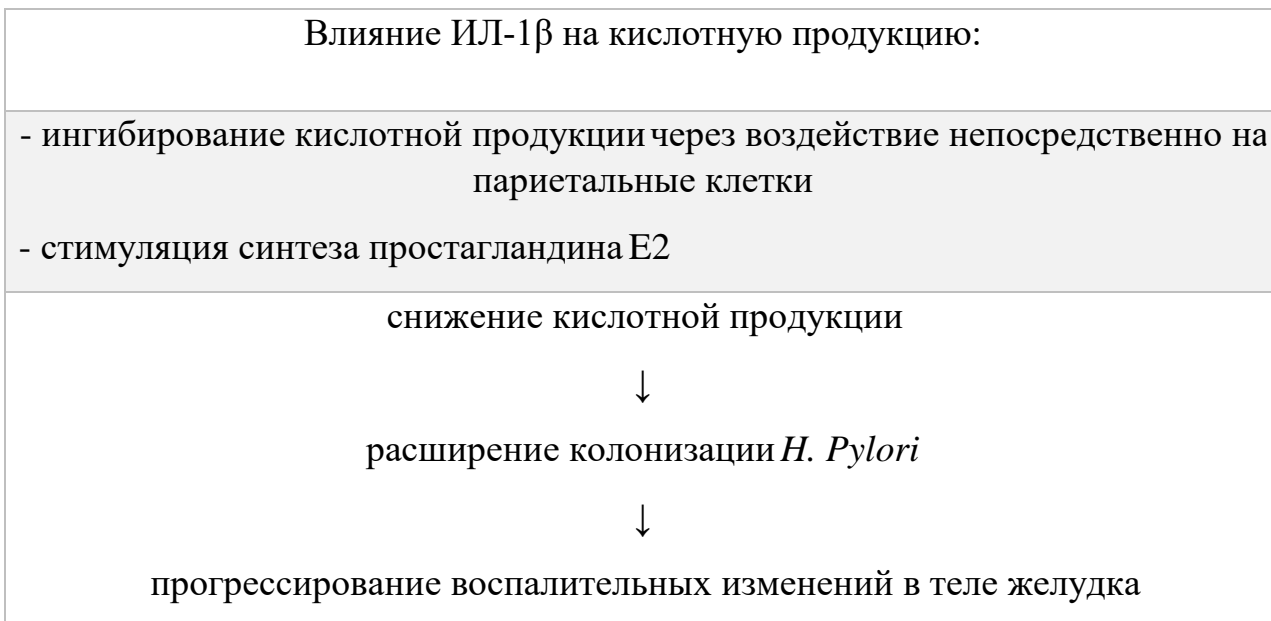 Влияние ИЛ-1β на кислотную продукцию:
- ингибирование кислотной продукции через воздействие непосредственно на
париетальные клетки
- стимуляция синтеза простагландина Е2
снижение кислотной продукции
↓
расширение колонизации H. Pylori
↓
прогрессирование воспалительных изменений в теле желудка